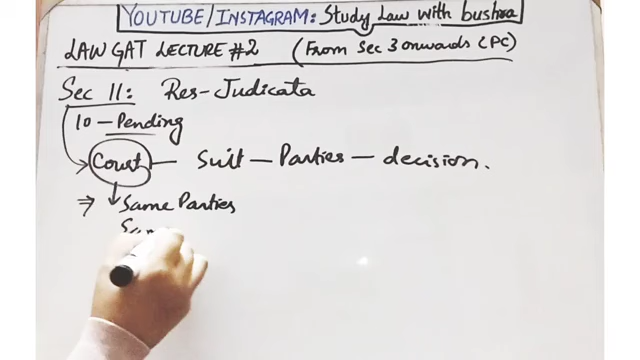 YOUTUBE/INSTAGRAM: Study Law with bushra
LAW GAT LECTURE #2 (From Sec 3 onwards CPC)
Sec 11: Res-Judicata
10 - Pending
Court - Suit - Parties - decision.
⇒ Same Parties
Sam